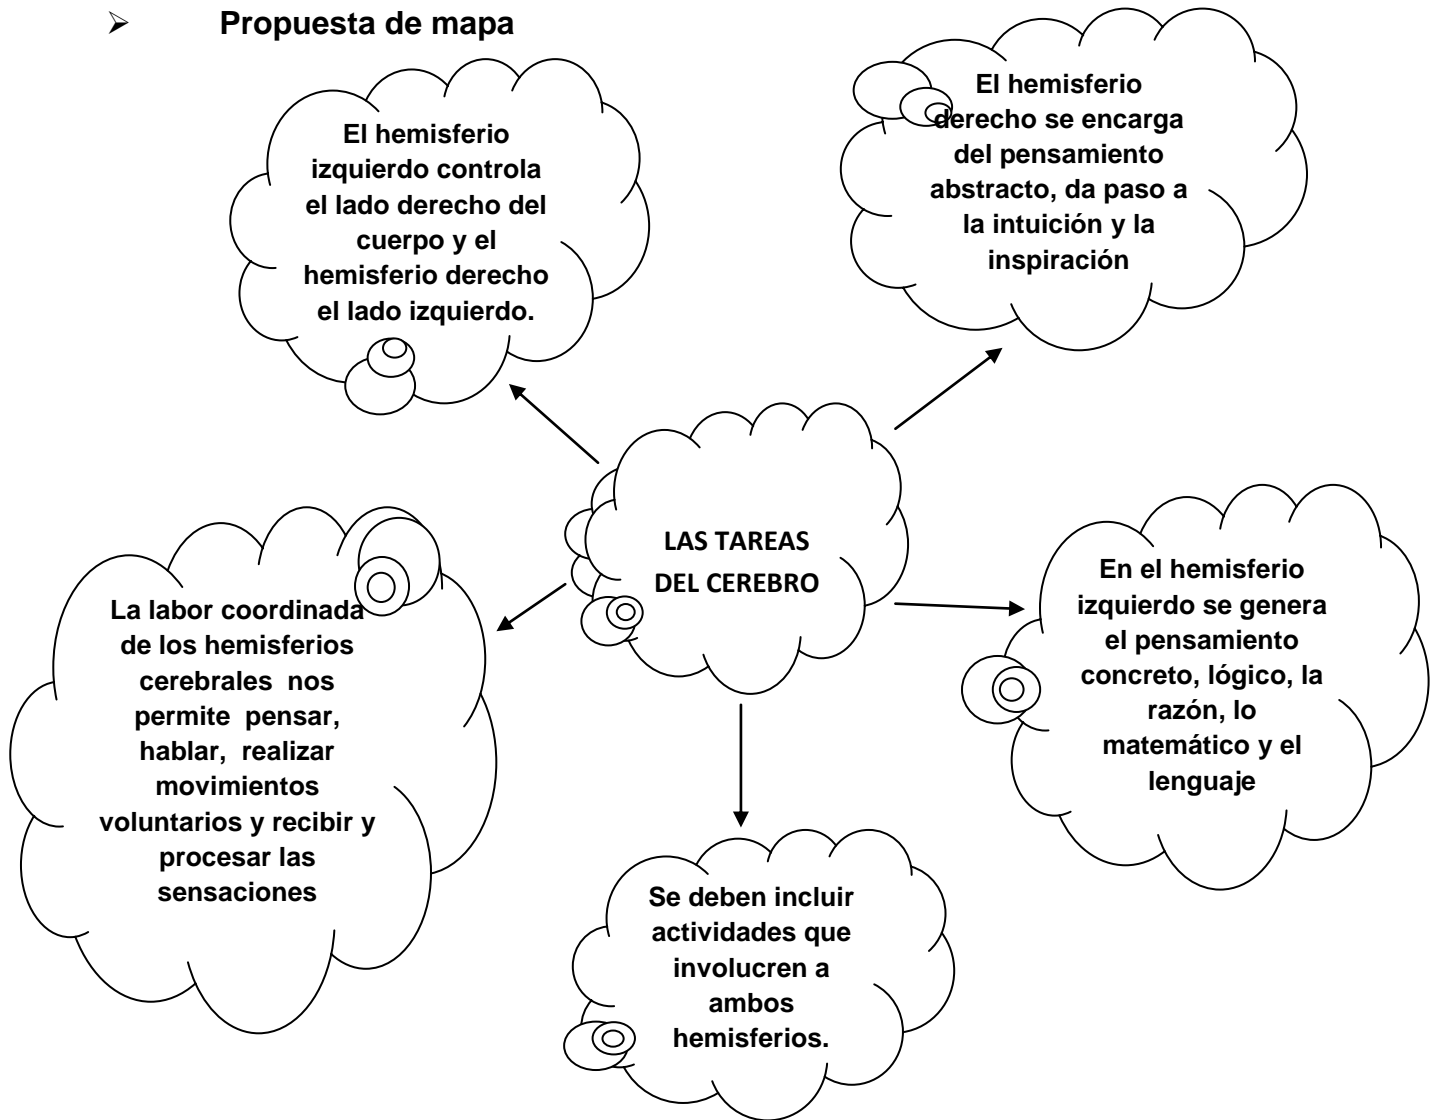 ➢ Propuesta de mapa
El hemisferio
izquierdo controla
el lado derecho del
cuerpo y el
hemisferio derecho
el lado izquierdo.
El hemisferio
derecho se encarga
del pensamiento
abstracto, da paso a
la intuición y la
inspiración
LAS TAREAS
DEL CEREBRO
La labor coordinada
de los hemisferios
cerebrales nos
permite pensar,
hablar, realizar
movimientos
voluntarios y recibir y
procesar las
sensaciones
En el hemisferio
izquierdo se genera
el pensamiento
concreto, lógico, la
razón, lo
matemático y el
lenguaje
Se deben incluir
actividades que
involucren a
ambos
hemisferios.